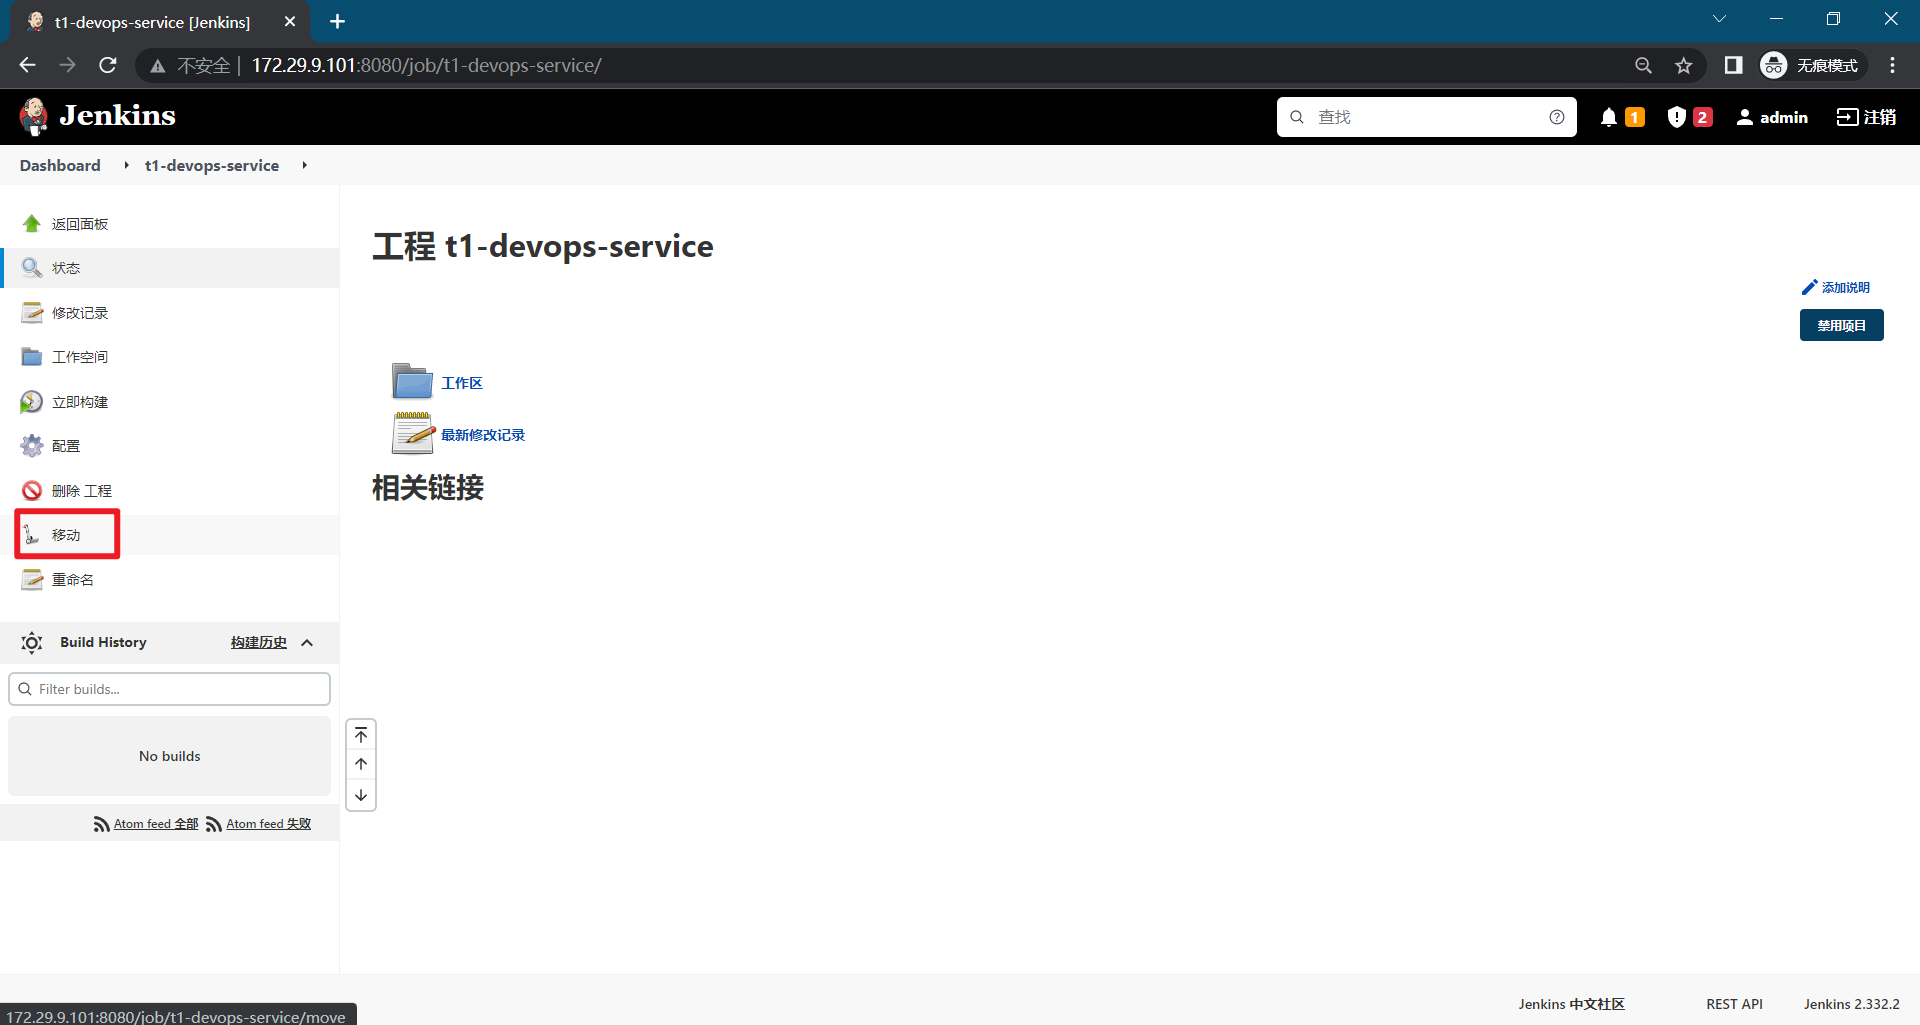 t1-devops-service [Jenkins]
不安全 | 172.29.9.101:8080/job/t1-devops-service/
无痕模式
Jenkins
查找
1
2
admin
注销
Dashboard
t1-devops-service
返回面板
状态
修改记录
工作空间
立即构建
配置
删除 工程
移动
重命名
Build History
构建历史
Filter builds...
No builds
Atom feed 全部
Atom feed 失败
工程 t1-devops-service
添加说明
禁用项目
工作区
最新修改记录
相关链接
Jenkins 中文社区
REST API
Jenkins 2.332.2
172.29.9.101:8080/job/t1-devops-service/move